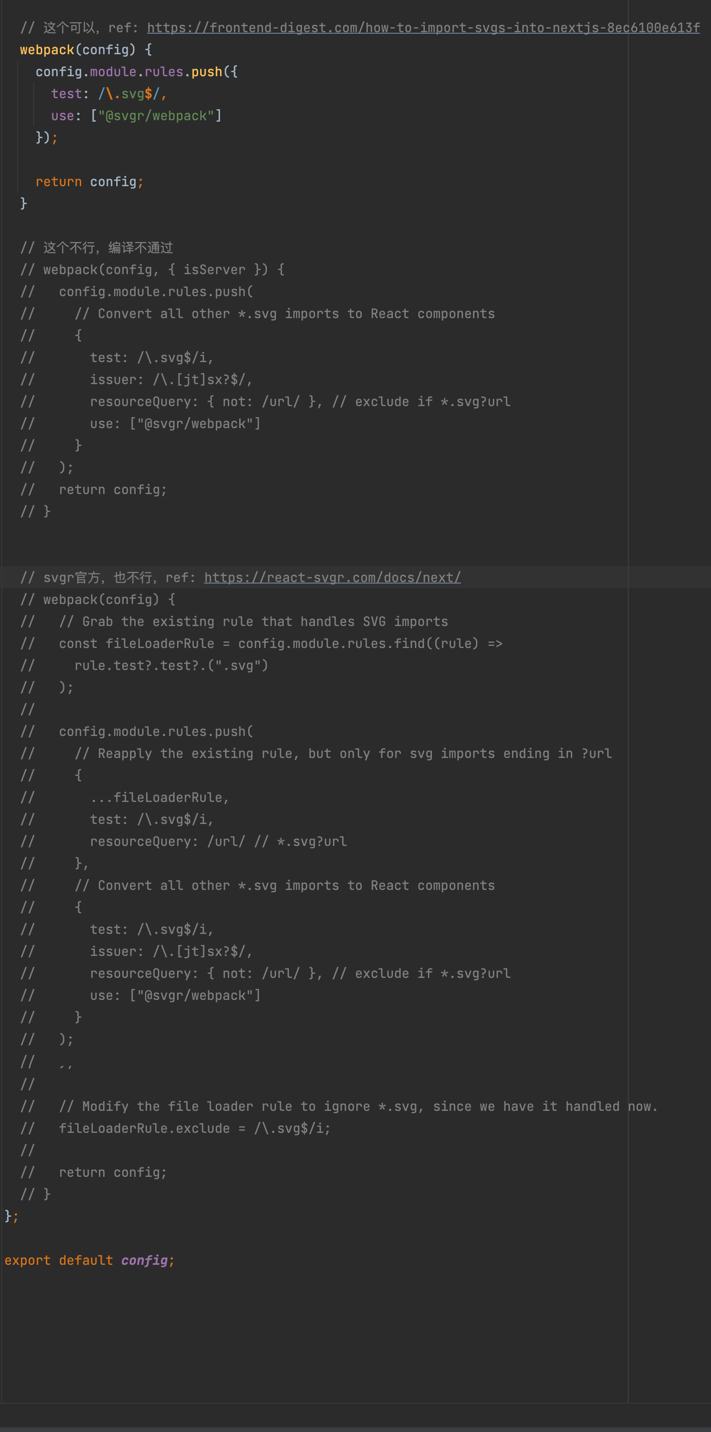 // 这个可以，ref: https://frontend-digest.com/how-to-import-svgs-into-nextjs-8ec6100e613f
webpack(config) {
config.module.rules.push({
test: /\.svg$/,
use: ["@svgr/webpack"]
});
return config;
}
// 这个不行，编译不通过
// webpack(config, { isServer }) {
//   config.module.rules.push(
//     // Convert all other *.svg imports to React components
//     {
//       test: /\.svg$/i,
//       issuer: /\.[jt]sx?$/,
//       resourceQuery: { not: /url/ }, // exclude if *.svg?url
//       use: ["@svgr/webpack"]
//     }
//   );
//   return config;
// }
// svgr官方，也不行，ref: https://react-svgr.com/docs/next/
// webpack(config) {
//   // Grab the existing rule that handles SVG imports
//   const fileLoaderRule = config.module.rules.find((rule) =>
//     rule.test?.test?.(".svg")
//   );
//
//   config.module.rules.push(
//     // Reapply the existing rule, but only for svg imports ending in ?url
//     {
//       ...fileLoaderRule,
//       test: /\.svg$/i,
//       resourceQuery: /url/ // *.svg?url
//     },
//     // Convert all other *.svg imports to React components
//     {
//       test: /\.svg$/i,
//       issuer: /\.[jt]sx?$/,
//       resourceQuery: { not: /url/ }, // exclude if *.svg?url
//       use: ["@svgr/webpack"]
//     }
//   );
//
//
//   // Modify the file loader rule to ignore *.svg, since we have it handled now.
//   fileLoaderRule.exclude = /\.svg$/i;
//
//   return config;
// }
};
export default config;